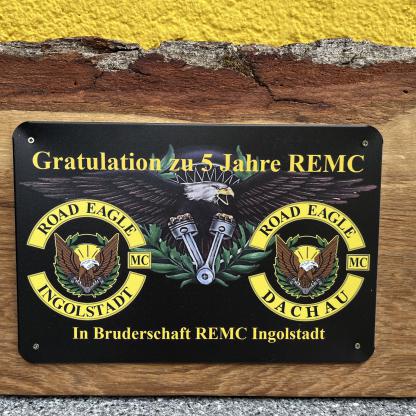 Gratulation zu 5 Jahre REMC
ROAD EAGLE
MC
INGOLSTADT
ROAD EAGLE
MC
DACHAU
In Bruderschaft REMC Ingolstadt